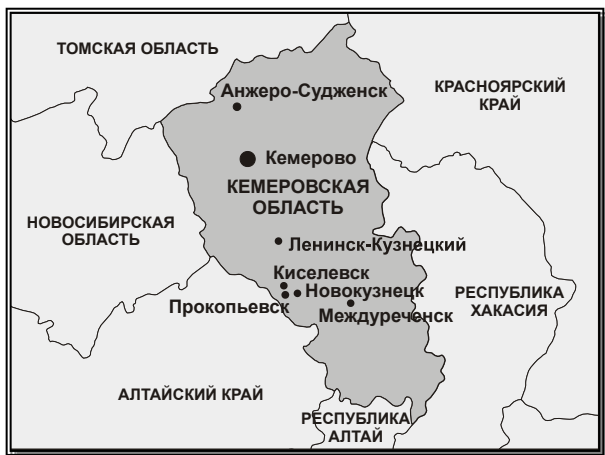 ТОМСКАЯ ОБЛАСТЬ
Анжеро-Судженск
КРАСНОЯРСКИЙ
КРАЙ
Кемерово
КЕМЕРОВСКАЯ
ОБЛАСТЬ
НОВОСИБИРСКАЯ
ОБЛАСТЬ
Ленинск-Кузнецкий
Киселевск
Новокузнецк
Прокопьевск
Междуреченск
РЕСПУБЛИКА
ХАКАСИЯ
АЛТАЙСКИЙ КРАЙ
РЕСПУБЛИКА
АЛТАЙ